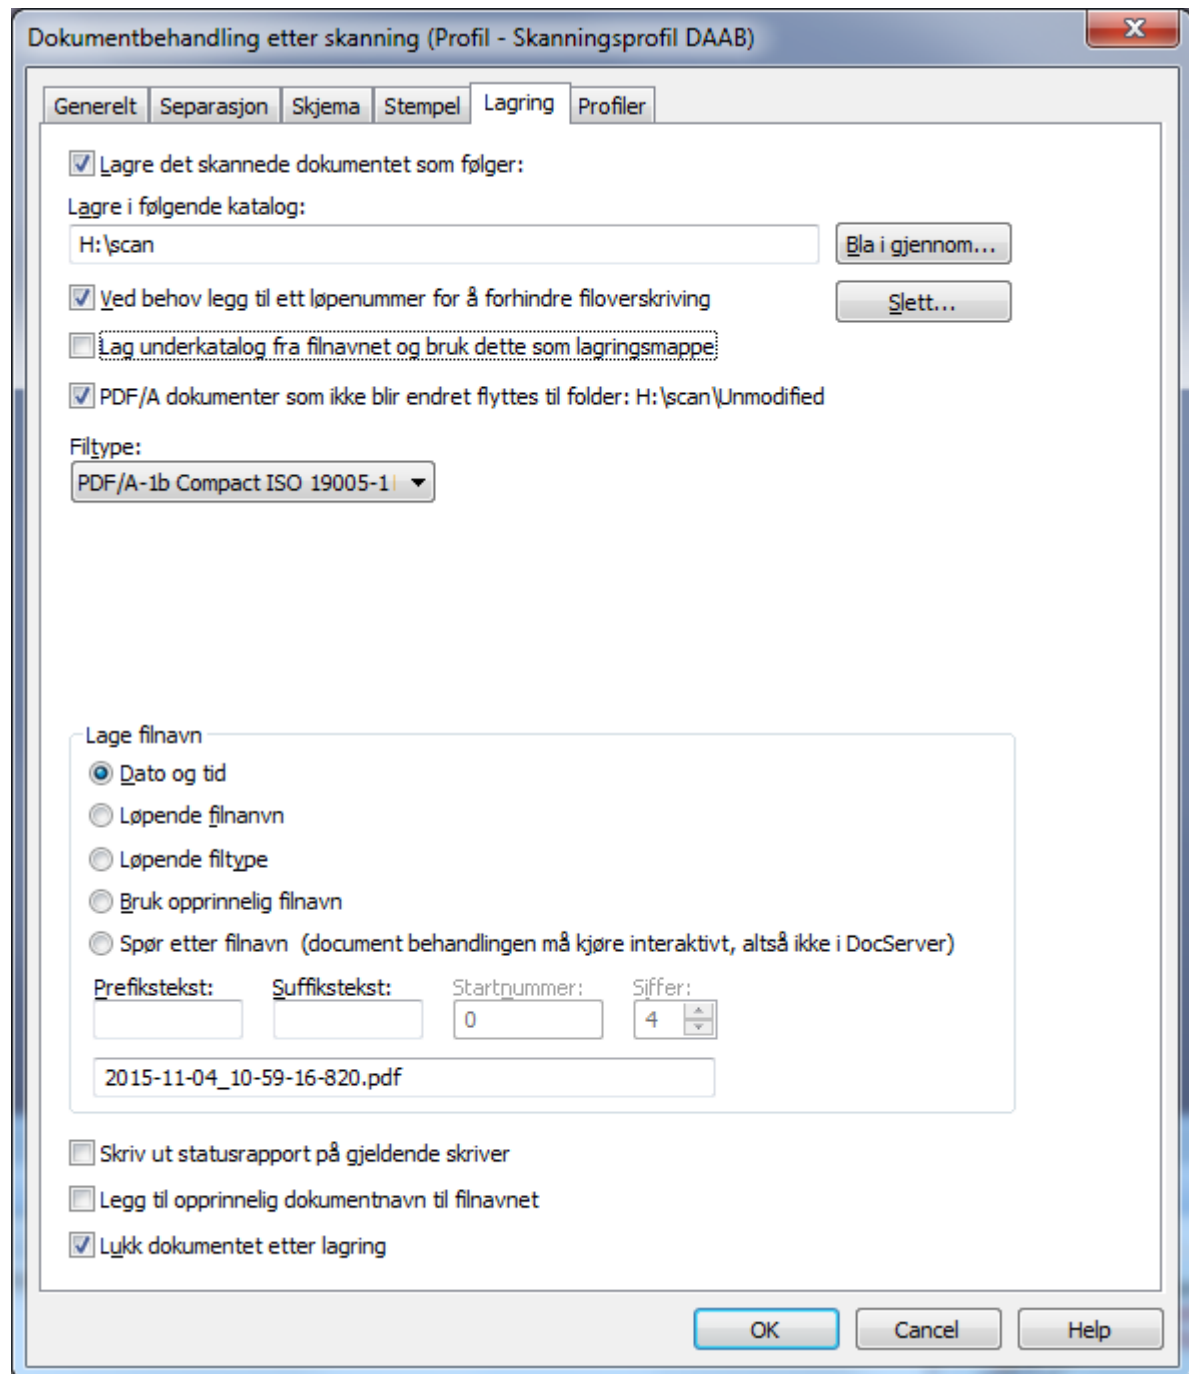 Dokumentbehandling etter skanning (Profil - Skanningsprofil DAAB)
Generelt Separasjon Skjema Stempel Lagring Profiler
Lagre det skannede dokumentet som følger:
Lagre i følgende katalog:
H:\scan Bla i gjennom...
Ved behov legg til ett løpenummer for å forhindre filoverskriving Slett...
Lag underkatalog fra filnavnet og bruk dette som lagringsmappe
PDF/A dokumenter som ikke blir endret flyttes til folder: H:\scan\Unmodified
Filtype:
PDF/A-1b Compact ISO 19005-1
Lage filnavn
Dato og tid
Løpende filnanvn
Løpende filtype
Bruk opprinnelig filnavn
Spør etter filnavn (document behandlingen må kjøre interaktivt, altså ikke i DocServer)
Prefikstekst: Suffikstekst: Startnummer: Siffer:
0 4
2015-11-04_10-59-16-820.pdf
Skriv ut statusrapport på gjeldende skriver
Legg til opprinnelig dokumentnavn til filnavnet
Lukk dokumentet etter lagring
OK Cancel Help